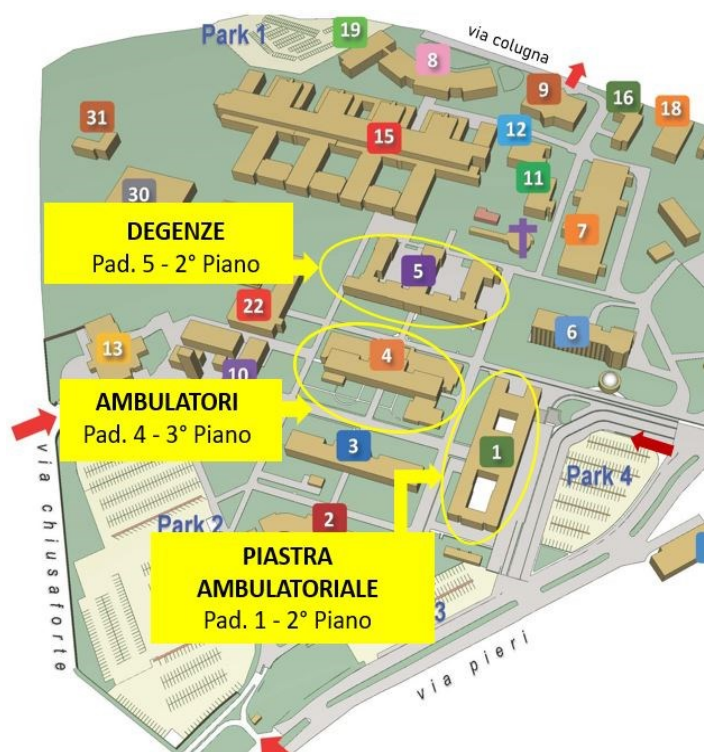 Park 1
19
8
via colugna
9
16
18
31
15
12
11
30
7
DEGENZE
Pad. 5 - 2° Piano
5
22
6
13
4
10
AMBULATORI
Pad. 4 - 3° Piano
3
1
Park 4
via chiusaforte
Park 2
2
PIASTRA
AMBULATORIALE
Pad. 1 - 2° Piano
3
via pieri